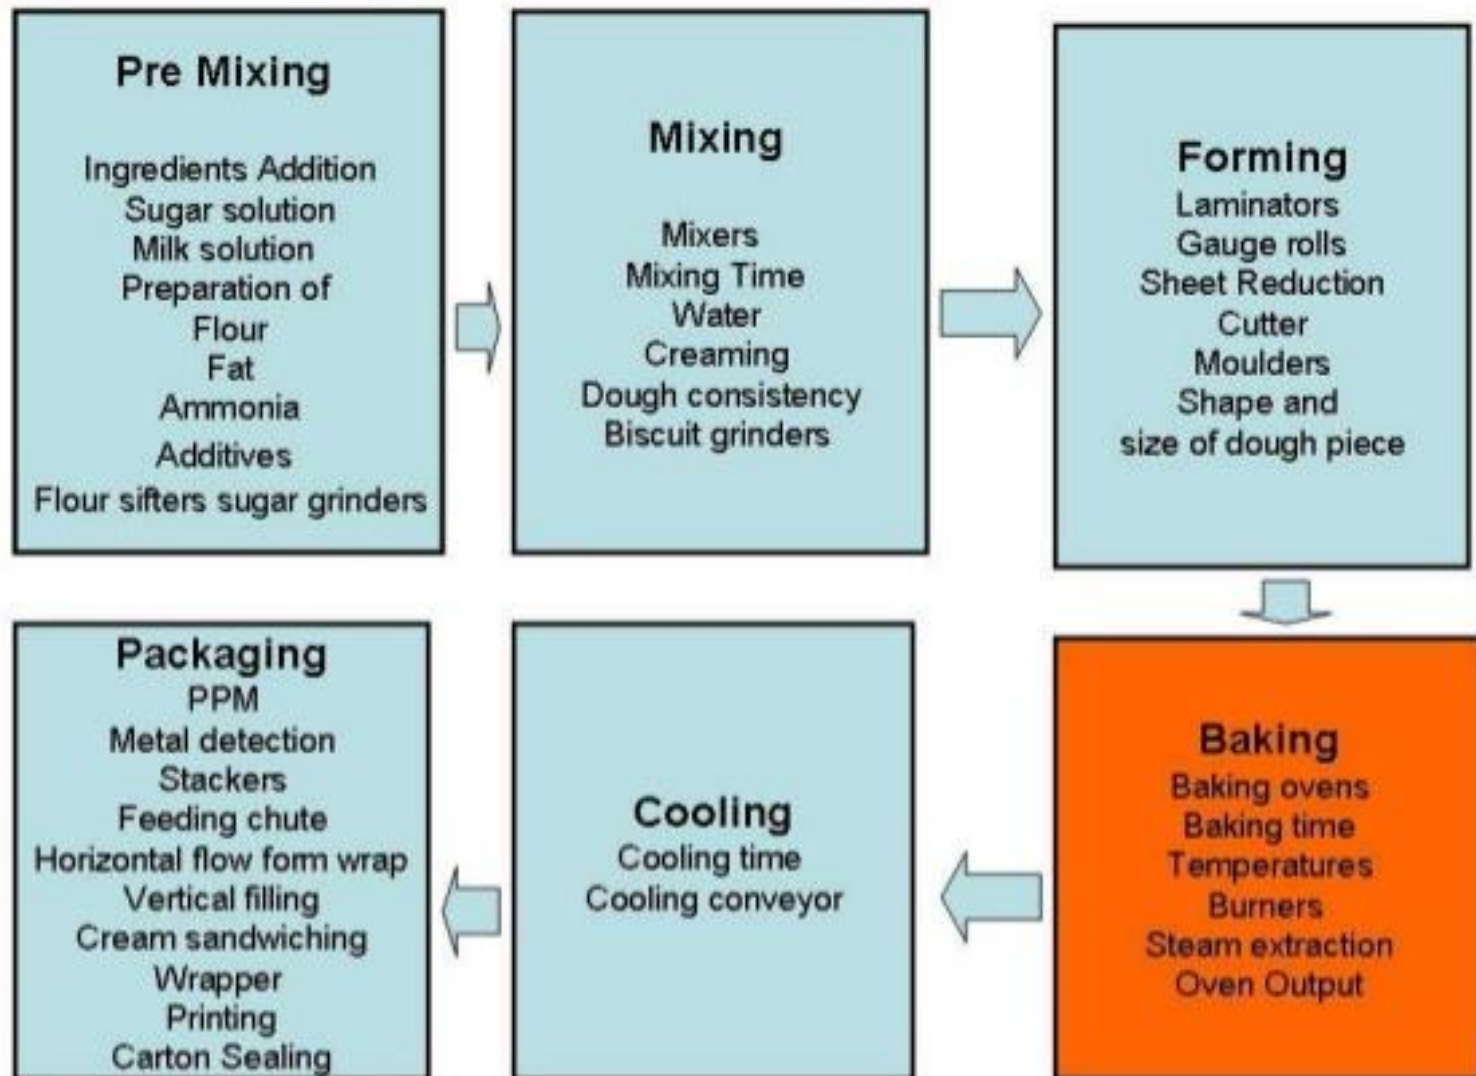 Pre Mixing
Ingredients Addition
Sugar solution
Milk solution
Preparation of
Flour
Fat
Ammonia
Additives
Flour sifters sugar grinders
Mixing
Mixers
Mixing Time
Water
Creaming
Dough consistency
Biscuit grinders
Forming
Laminators
Gauge rolls
Sheet Reduction
Cutter
Moulders
Shape and
size of dough piece
Baking
Baking ovens
Baking time
Temperatures
Burners
Steam extraction
Oven Output
Cooling
Cooling time
Cooling conveyor
Packaging
PPM
Metal detection
Stackers
Feeding chute
Horizontal flow form wrap
Vertical filling
Cream sandwiching
Wrapper
Printing
Carton Sealing